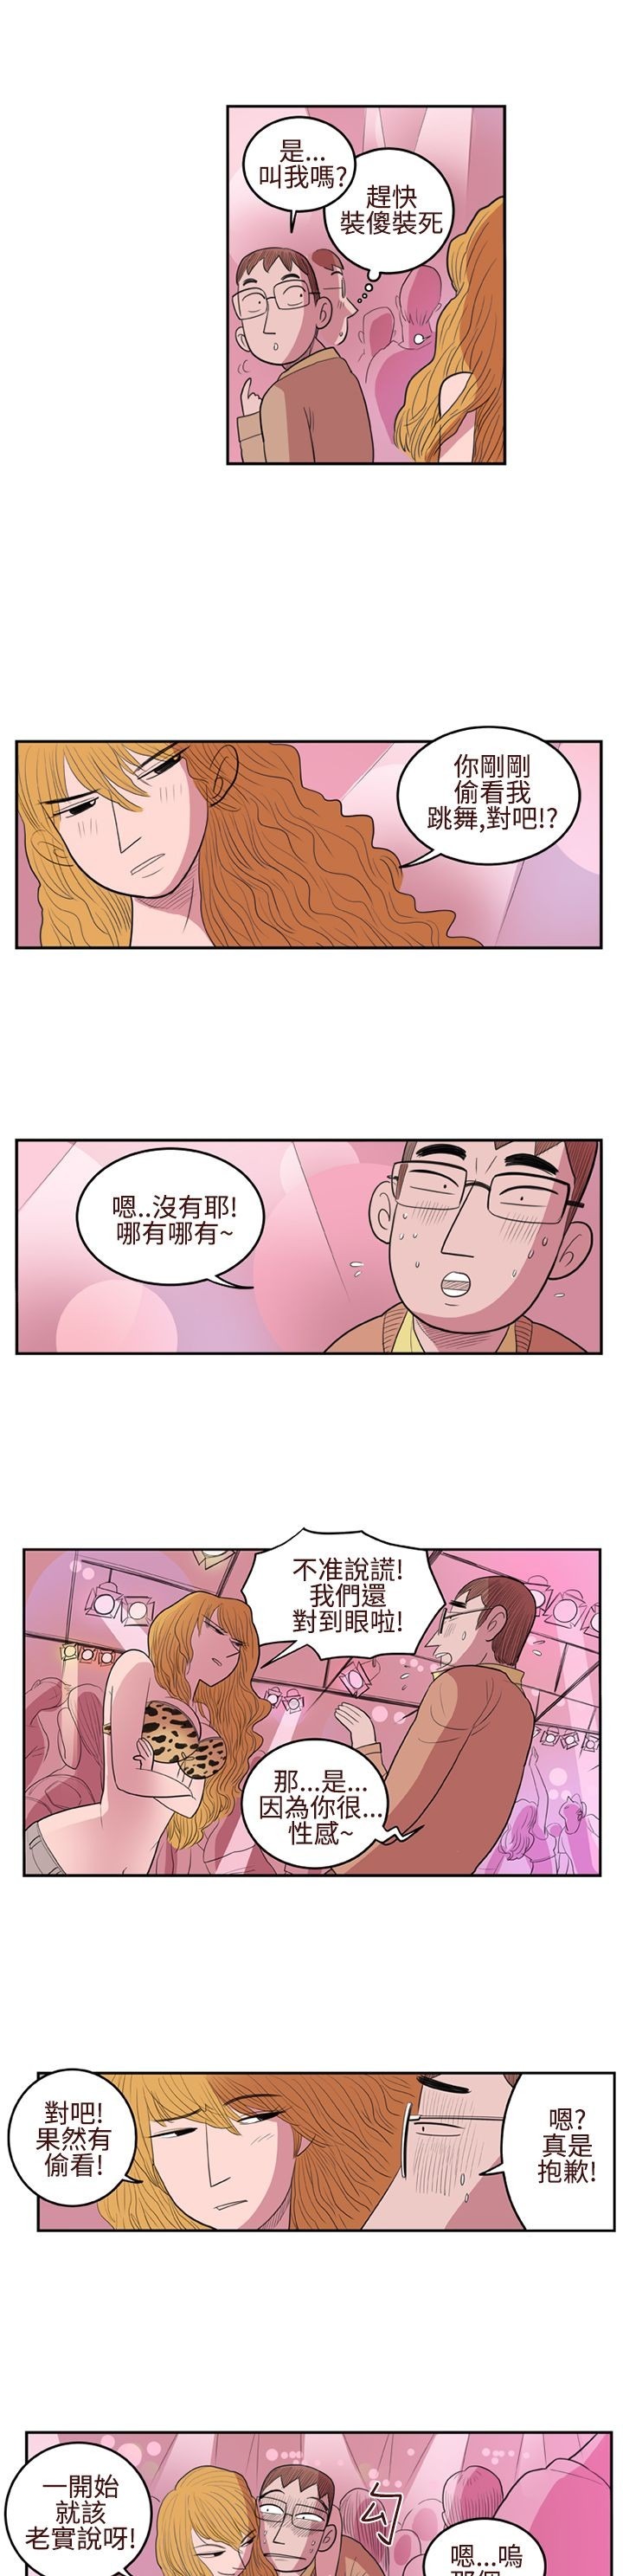 是...
叫我嗎?
趕快
裝傻裝死
你剛剛
偷看我
跳舞,對吧!?
嗯..沒有耶!
哪有哪有~
不准說謊!
我們還
對到眼啦!
那...是...
因為你很...
性感~
對吧!
果然有
偷看!
嗯?
真是
抱歉!
一開始
就該
老實說呀!
嗯...嗚